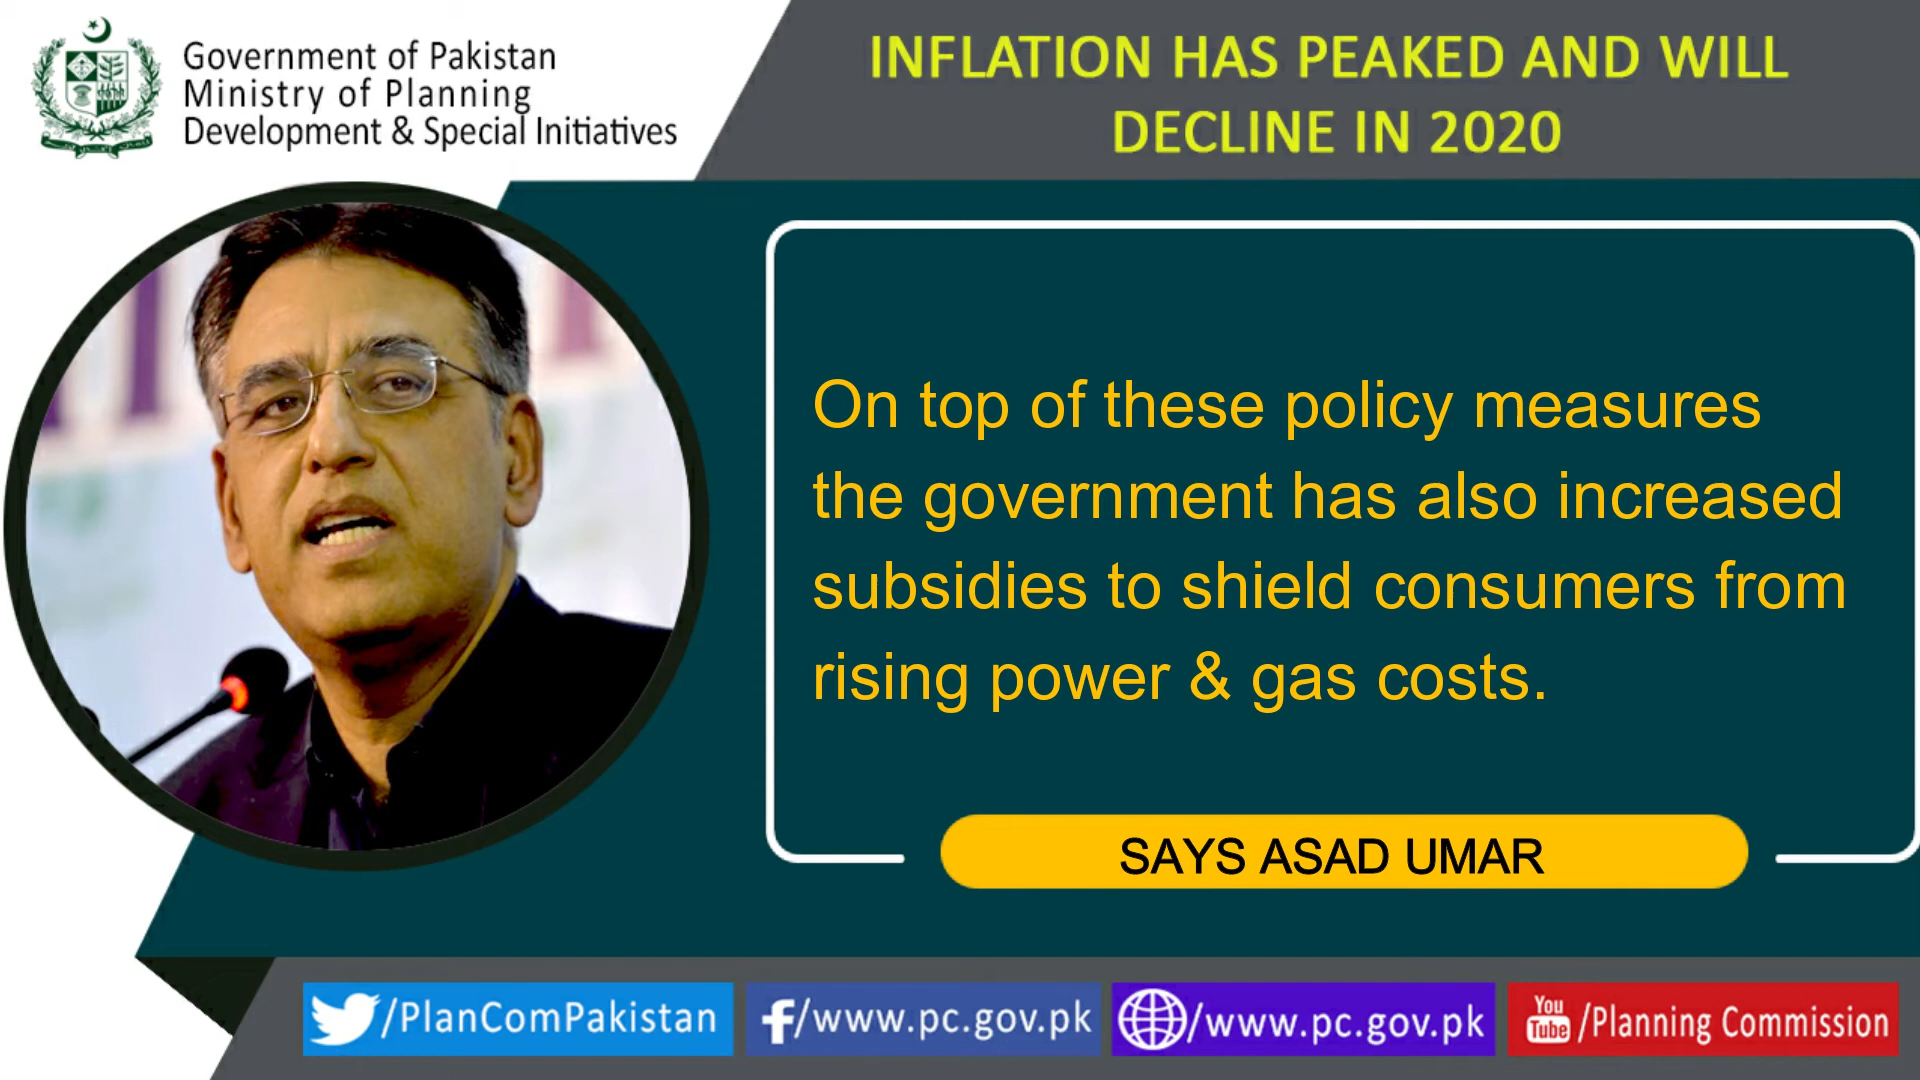 Government of Pakistan
Ministry of Planning
Development & Special Initiatives
INFLATION HAS PEAKED AND WILL
DECLINE IN 2020
On top of these policy measures
the government has also increased
subsidies to shield consumers from
rising power & gas costs.
SAYS ASAD UMAR
/PlanComPakistan
f/www.pc.gov.pk
/www.pc.gov.pk
You
Tube /Planning Commission